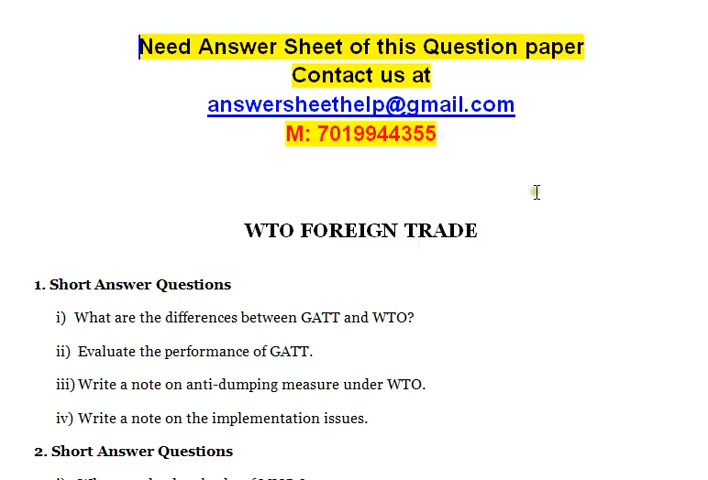 Need Answer Sheet of this Question paper
Contact us at
answersheethelp@gmail.com
M: 7019944355
WTO FOREIGN TRADE
1. Short Answer Questions
i) What are the differences between GATT and WTO?
ii) Evaluate the performance of GATT.
iii) Write a note on anti-dumping measure under WTO.
iv) Write a note on the implementation issues.
2. Short Answer Questions